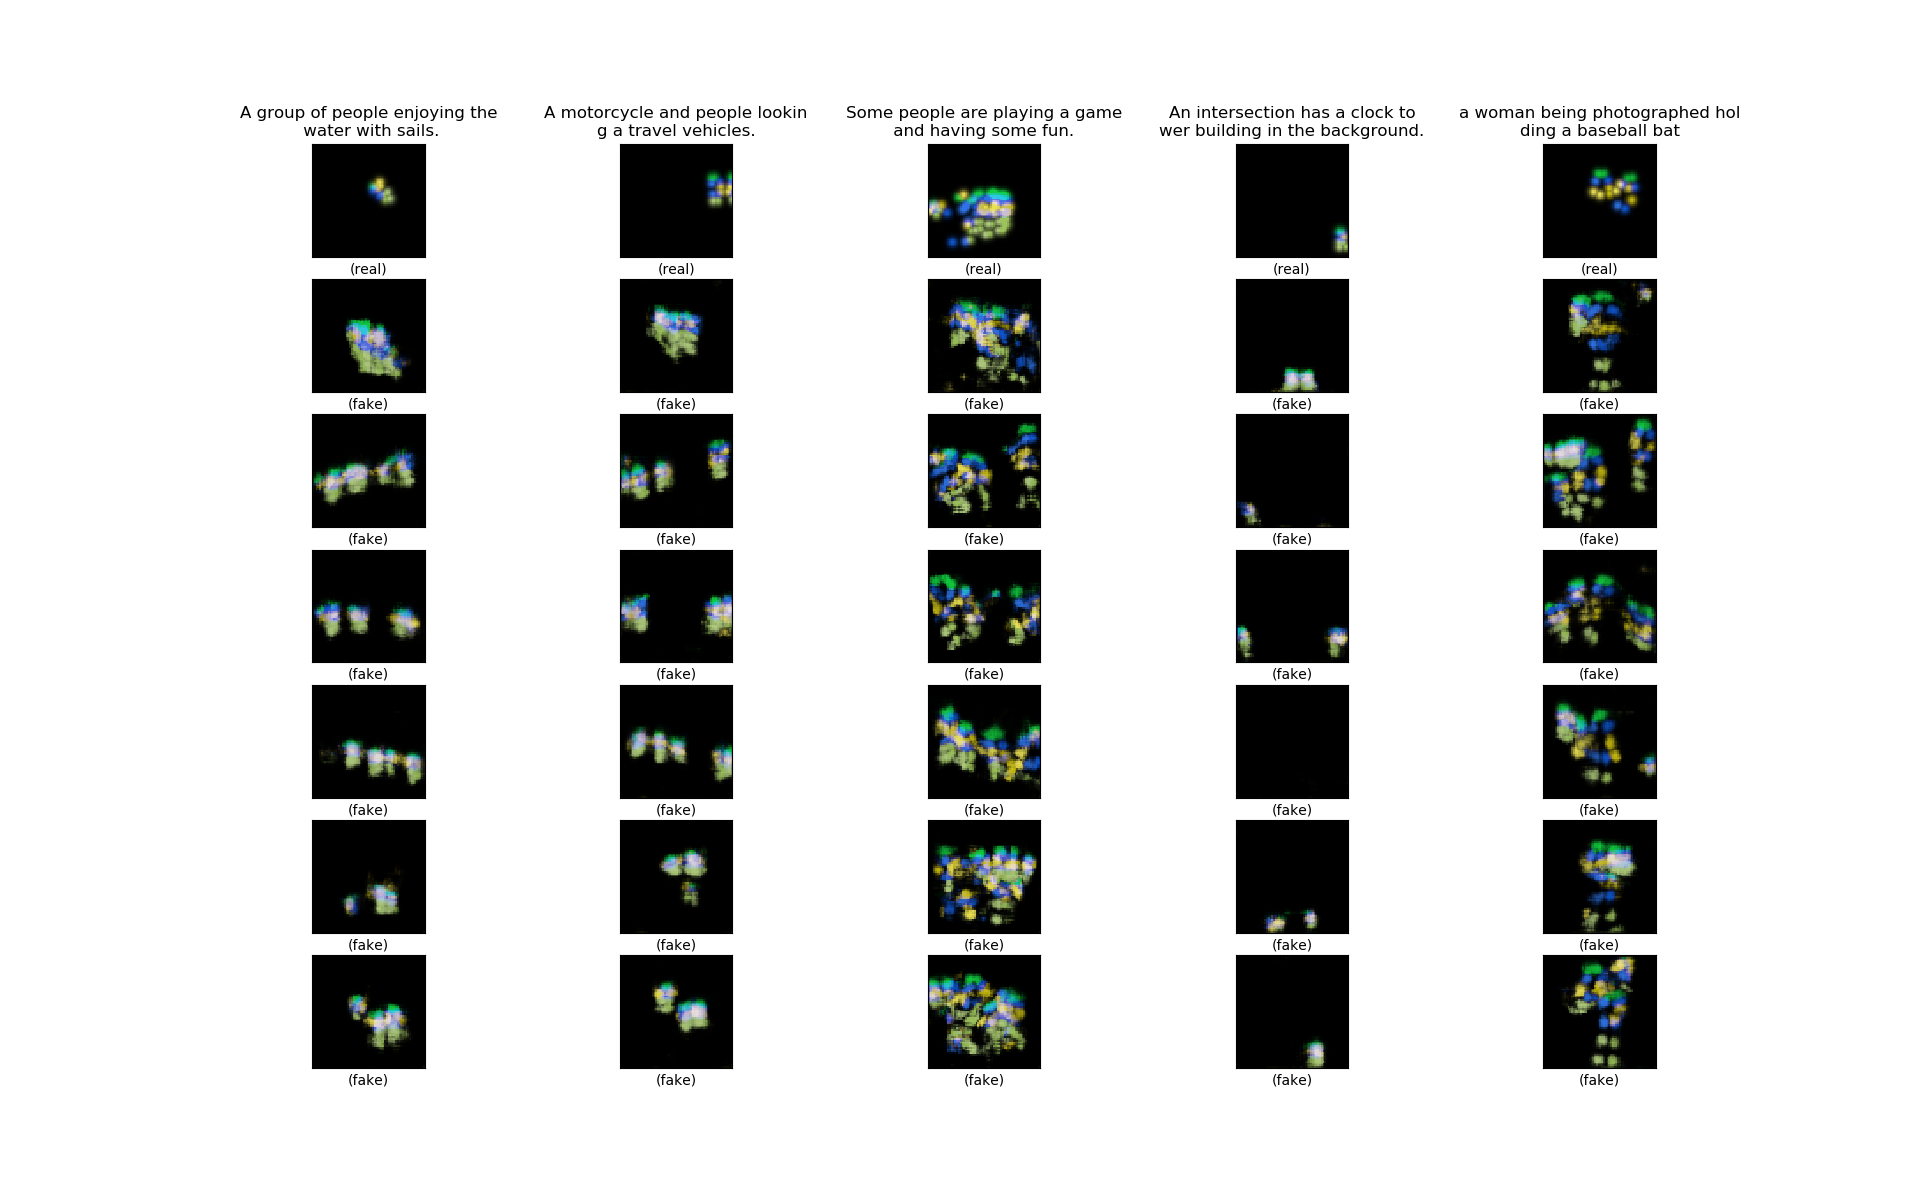 A group of people enjoying the
water with sails.
A motorcycle and people lookin
g a travel vehicles.
Some people are playing a game
and having some fun.
An intersection has a clock to
wer building in the background.
a woman being photographed hol
ding a baseball bat
(real) (real) (real) (real) (real)
(fake) (fake) (fake) (fake) (fake)
(fake) (fake) (fake) (fake) (fake)
(fake) (fake) (fake) (fake) (fake)
(fake) (fake) (fake) (fake) (fake)
(fake) (fake) (fake) (fake) (fake)
(fake) (fake) (fake) (fake) (fake)